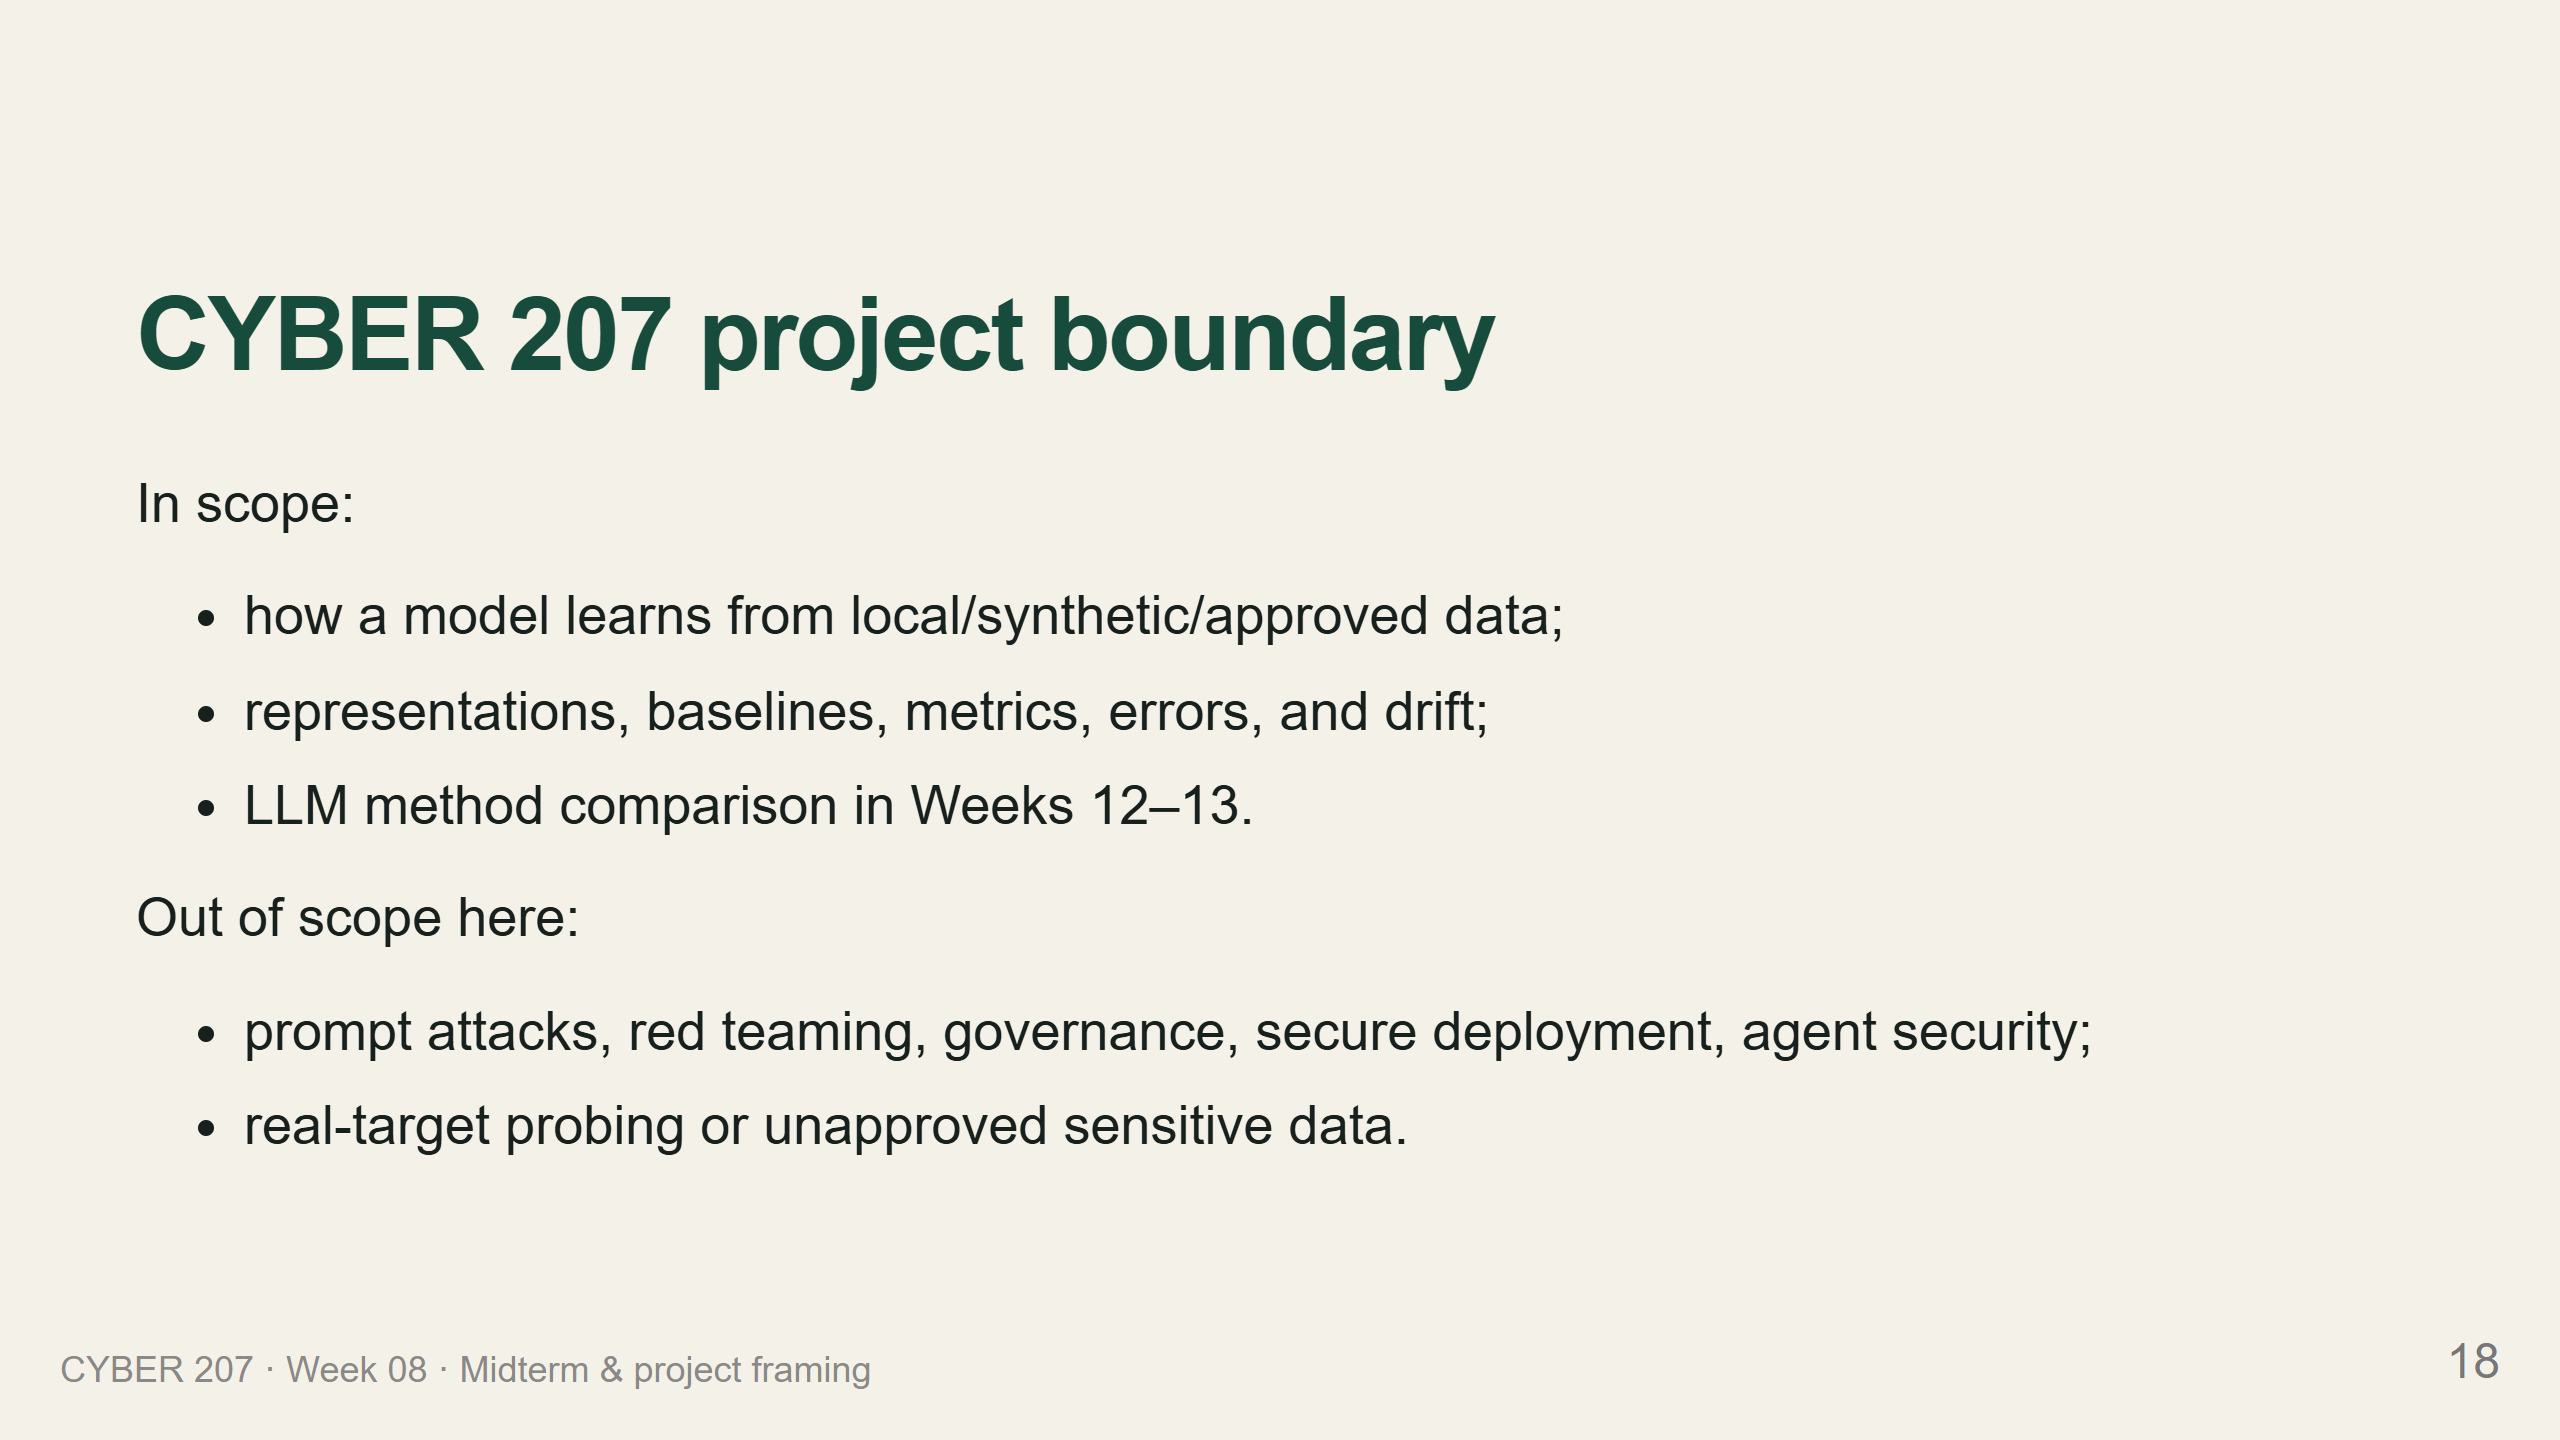 CYBER 207 project boundary
In scope:
• how a model learns from local/synthetic/approved data;
• representations, baselines, metrics, errors, and drift;
• LLM method comparison in Weeks 12–13.
Out of scope here:
• prompt attacks, red teaming, governance, secure deployment, agent security;
• real-target probing or unapproved sensitive data.
CYBER 207 · Week 08 · Midterm & project framing
18